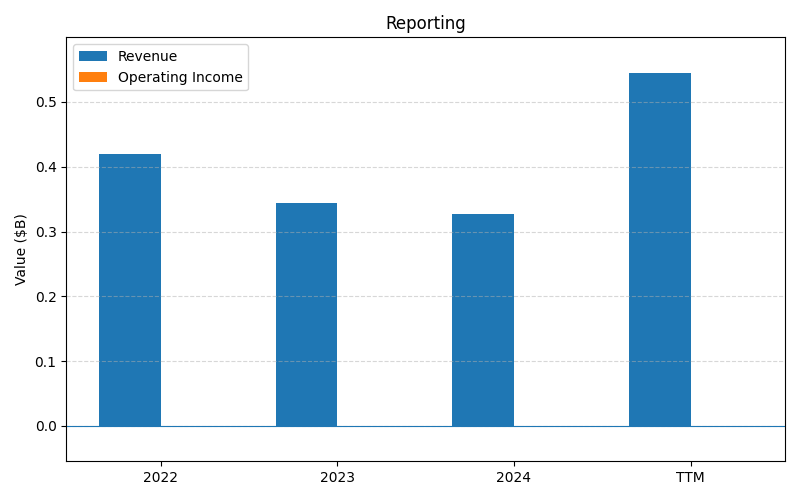 Reporting
Revenue
Operating Income
Value ($B)
0.5
0.4
0.3
0.2
0.1
0.0
2022 2023 2024 TTM